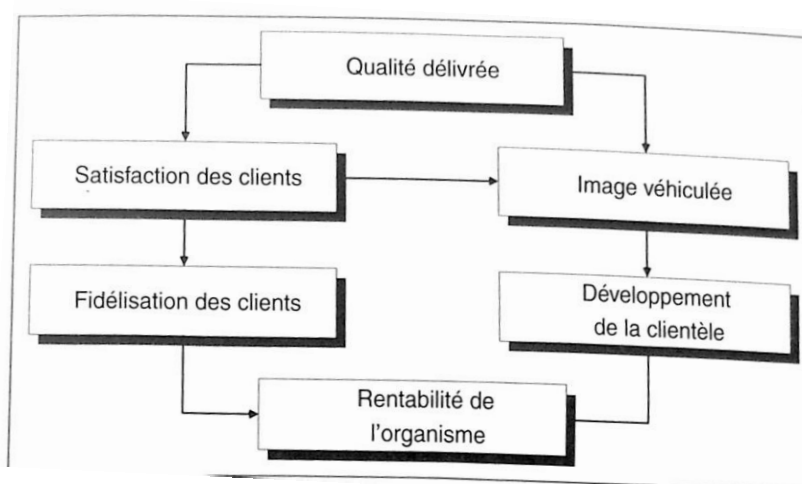 Qualité délivrée
Satisfaction des clients
Image véhiculée
Fidélisation des clients
Développement
de la clientèle
Rentabilité de
l'organisme